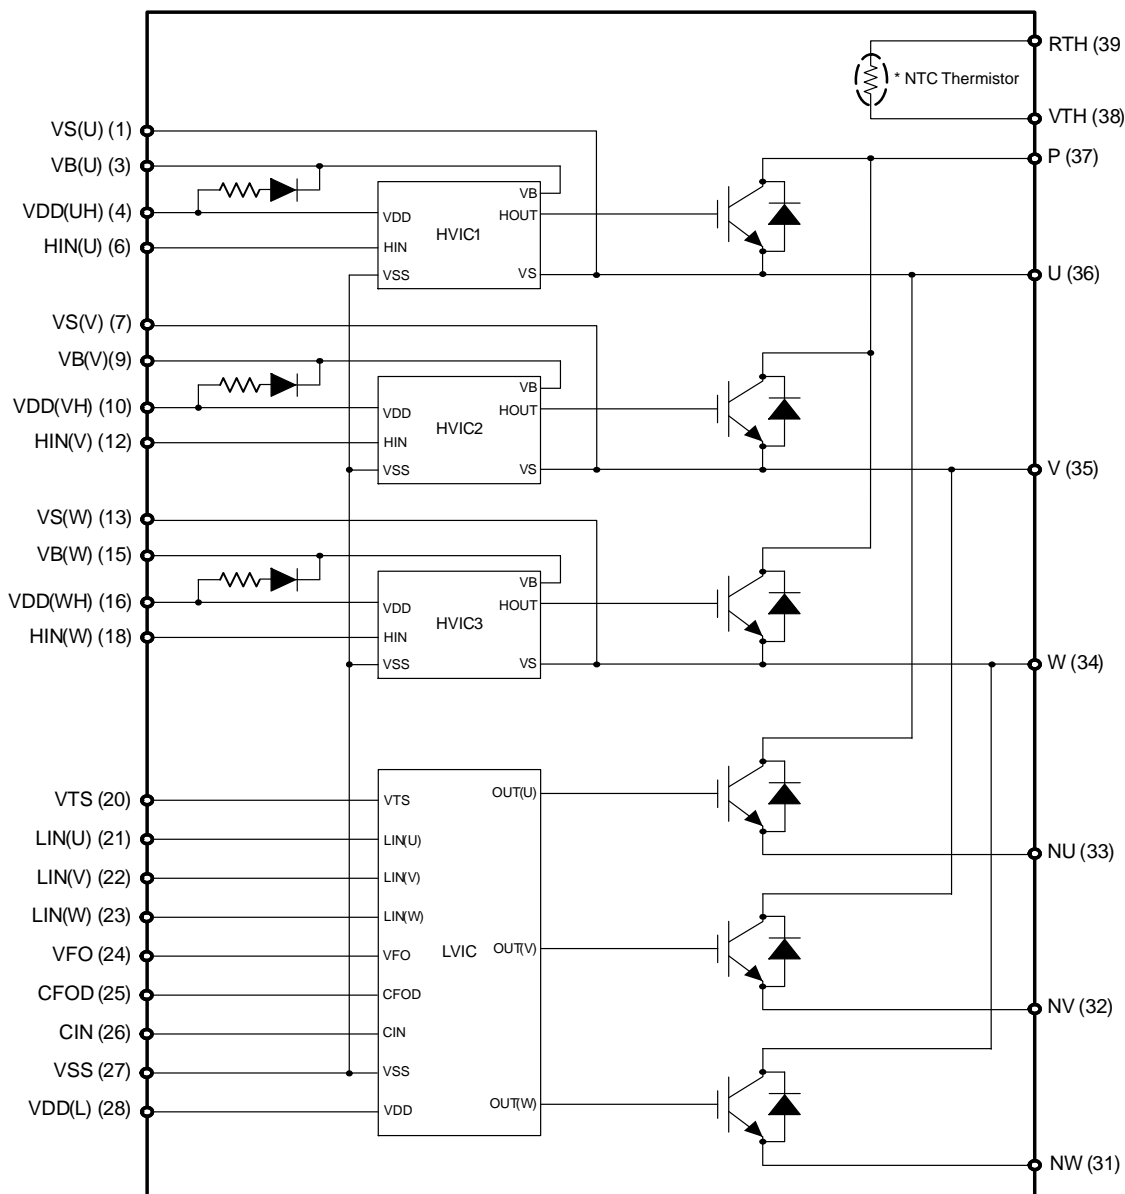 RTH (39
* NTC Thermistor
VTH (38)
VS(U) (1)
P (37)
VB(U) (3)
VB
VDD(UH) (4)
VDD
HOUT
HVIC1
HIN(U) (6)
HIN
VSS
VS
U (36)
VS(V) (7)
VB(V)(9)
VB
VDD(VH) (10)
VDD
HOUT
HVIC2
HIN(V) (12)
HIN
VSS
VS
V (35)
VS(W) (13)
VB(W) (15)
VB
VDD(WH) (16)
VDD
HOUT
HVIC3
HIN(W) (18)
HIN
VSS
VS
W (34)
VTS (20)
VTS
OUT(U)
LIN(U) (21)
LIN(U)
NU (33)
LIN(V) (22)
LIN(V)
LIN(W) (23)
LIN(W)
VFO (24)
VFO
LVIC
OUT(V)
CFOD (25)
CFOD
NV (32)
CIN (26)
CIN
VSS (27)
VSS
VDD(L) (28)
VDD
OUT(W)
NW (31)